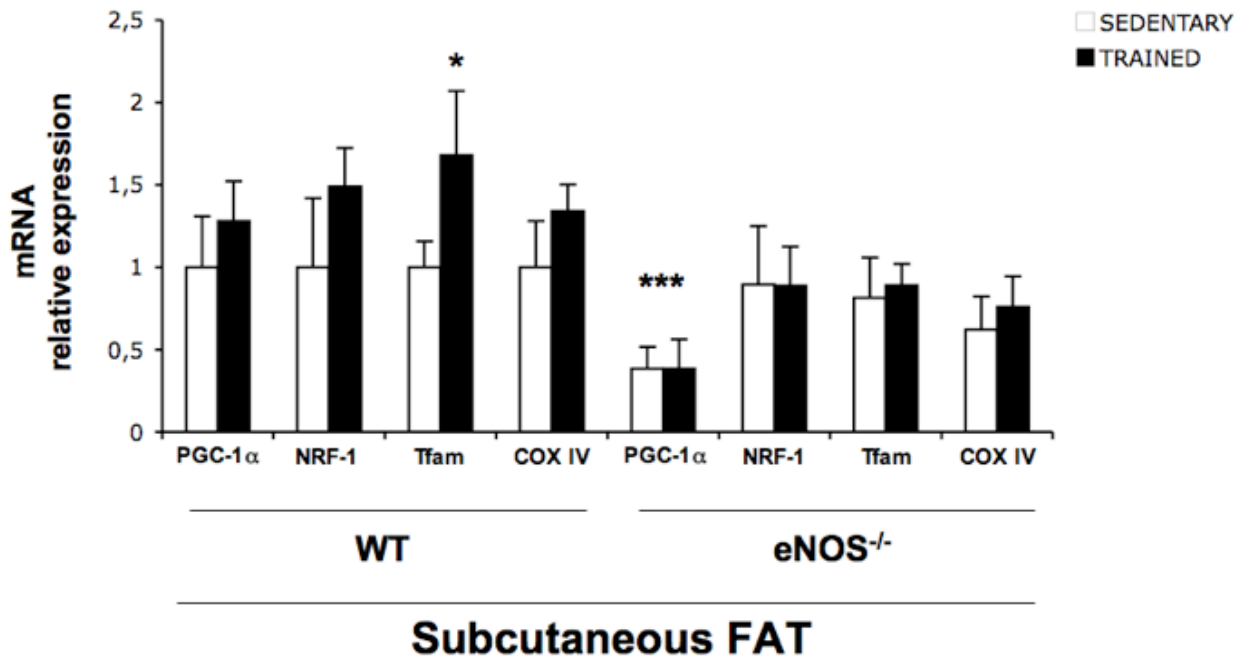 2,5
2
1,5
1
0,5
0
mRNA
relative expression
SEDENTARY
TRAINED
*
***
PGC-1α NRF-1 Tfam COX IV PGC-1α NRF-1 Tfam COX IV
WT eNOS-/-
Subcutaneous FAT